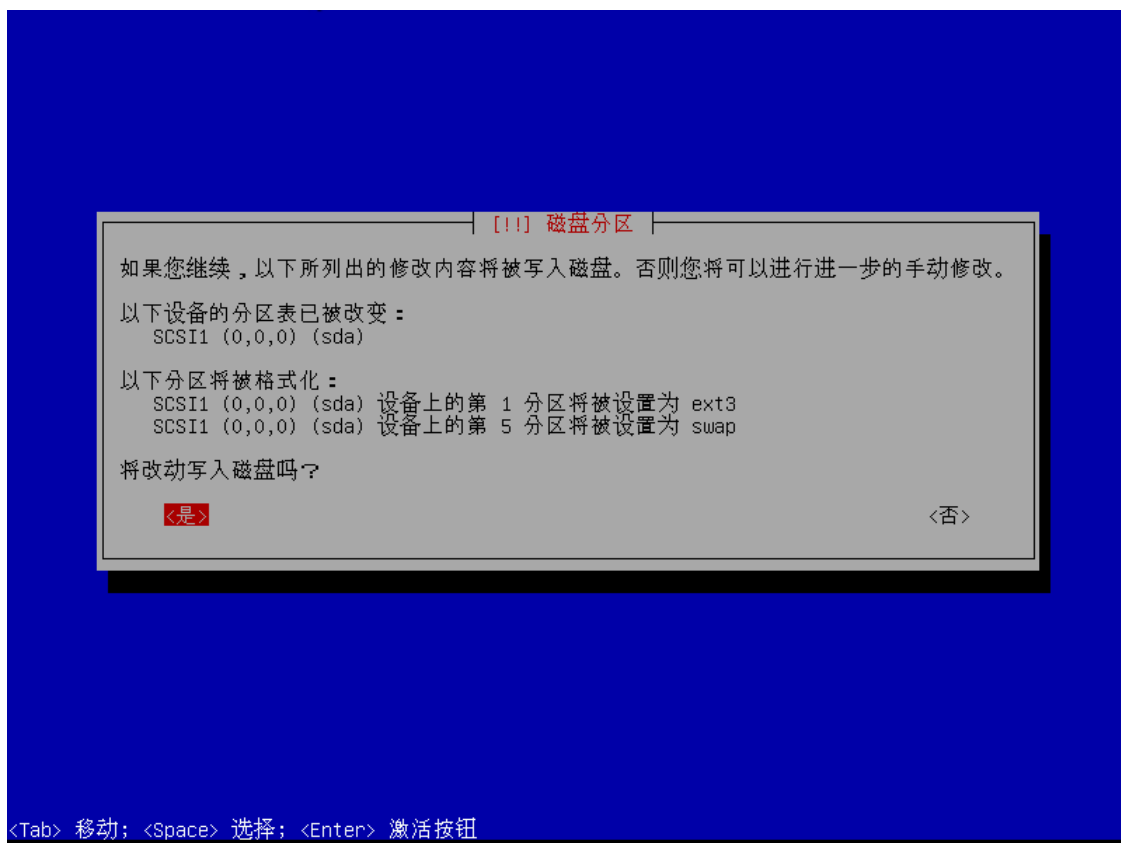 [!!] 磁盘分区
如果您继续,以下所列出的修改内容将被写入磁盘。否则您将可以进行进一步的手动修改。
以下设备的分区表已被改变:
SCSI1 (0,0,0) (sda)
以下分区将被格式化:
SCSI1 (0,0,0) (sda) 设备上的第 1 分区将被设置为 ext3
SCSI1 (0,0,0) (sda) 设备上的第 5 分区将被设置为 swap
将改动写入磁盘吗?
<是> <否>
<Tab> 移动; <Space> 选择; <Enter> 激活按钮